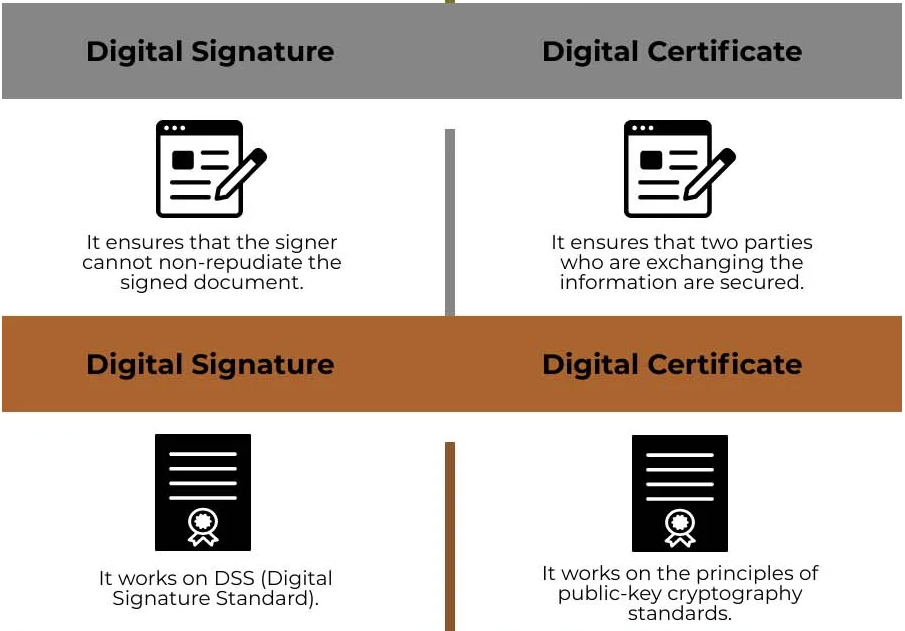 Digital Signature
Digital Certificate
It ensures that the signer
cannot non-repudiate the
signed document.
It ensures that two parties
who are exchanging the
information are secured.
Digital Signature
Digital Certificate
It works on DSS (Digital
Signature Standard).
It works on the principles of
public-key cryptography
standards.